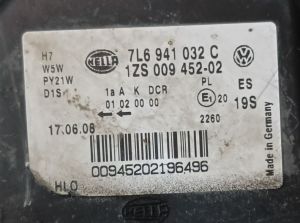 H7
W5W
PY21W
D1S
HELLA
7L6 941 032 C
1ZS 009 452-02
1a A K DCR
01 02 00 00
PL
E1 20
2260
ES
19S
17.06.08
00945202196496
HLO
HELLA
Made in Germany